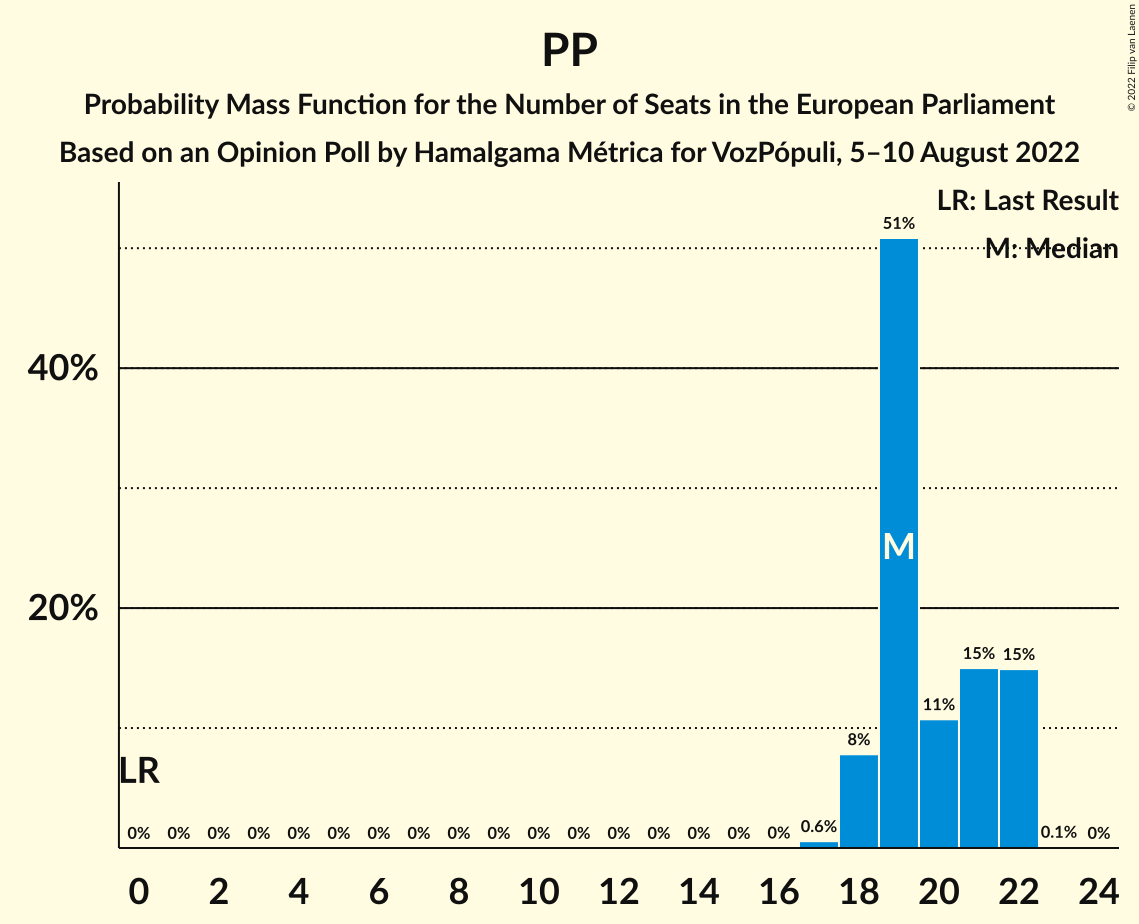 PP
Probability Mass Function for the Number of Seats in the European Parliament
Based on an Opinion Poll by Hamalgama Métrica for VozPópuli, 5–10 August 2022
© 2022 Filip van Laenen
LR: Last Result
M: Median
51%
40%
M
20%
15% 15%
11%
8%
LR
0% 0% 0% 0% 0% 0% 0% 0% 0% 0% 0% 0% 0% 0% 0% 0% 0% 0.6% 0.1% 0%
0 2 4 6 8 10 12 14 16 18 20 22 24